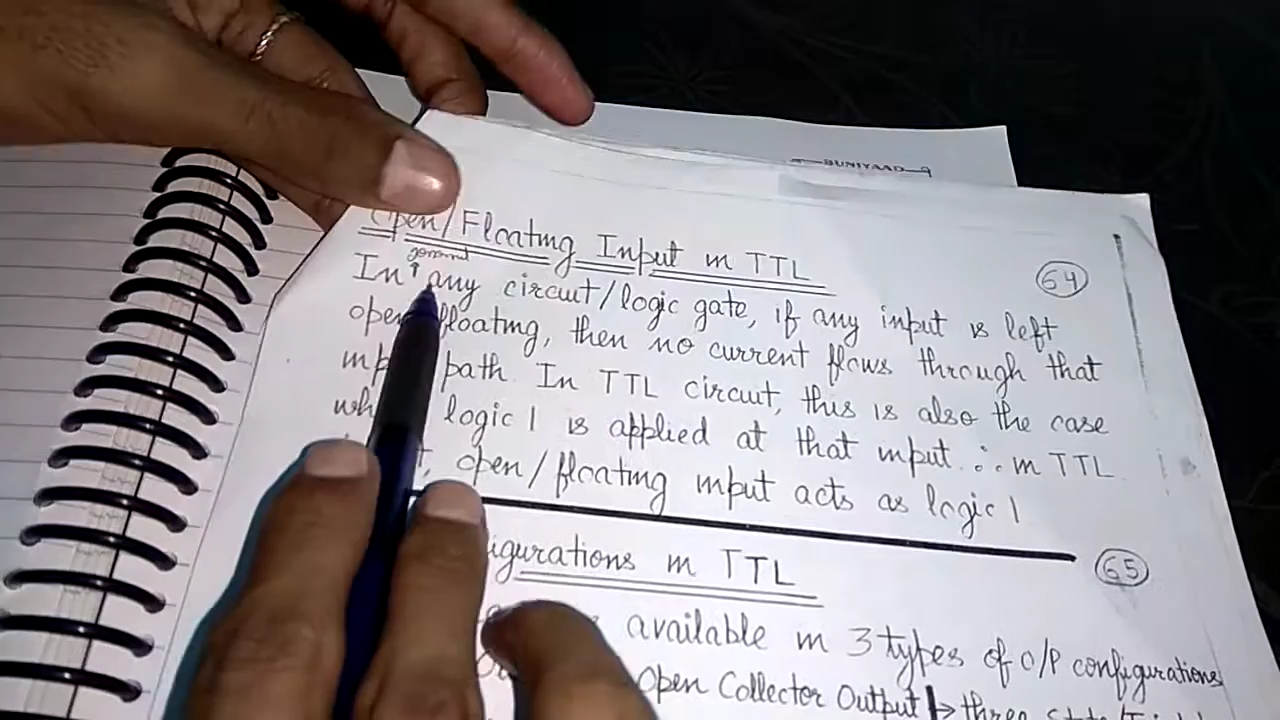 BUNIYAAD
Open/Floating Input in TTL
64
general
In ↑ any circuit/logic gate, if any input is left
open floating, then no current flows through that
path. In TTL circuit, this is also the case
logic 1 is applied at that input ∴ in TTL
open/floating input acts as logic 1
65
igurations in TTL
available in 3 types of O/P configurations
Open Collector Output → three state